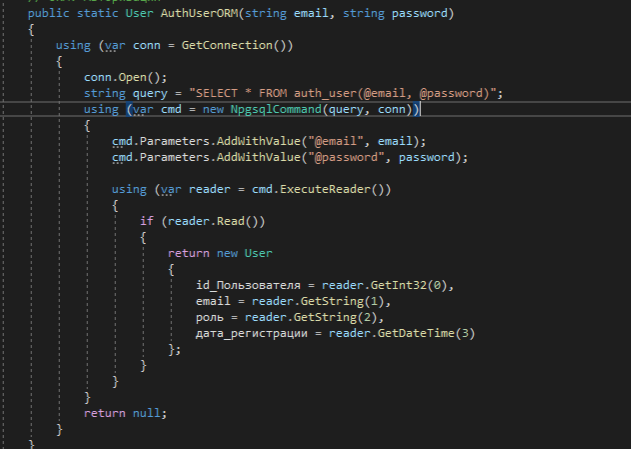 public static User AuthUserORM(string email, string password)
{
using (var conn = GetConnection())
{
conn.Open();
string query = "SELECT * FROM auth_user(@email, @password)";
using (var cmd = new NpgsqlCommand(query, conn))
{
cmd.Parameters.AddWithValue("@email", email);
cmd.Parameters.AddWithValue("@password", password);
using (var reader = cmd.ExecuteReader())
{
if (reader.Read())
{
return new User
{
id_Пользователя = reader.GetInt32(0),
email = reader.GetString(1),
роль = reader.GetString(2),
дата_регистрации = reader.GetDateTime(3)
};
}
}
}
return null;
}
}